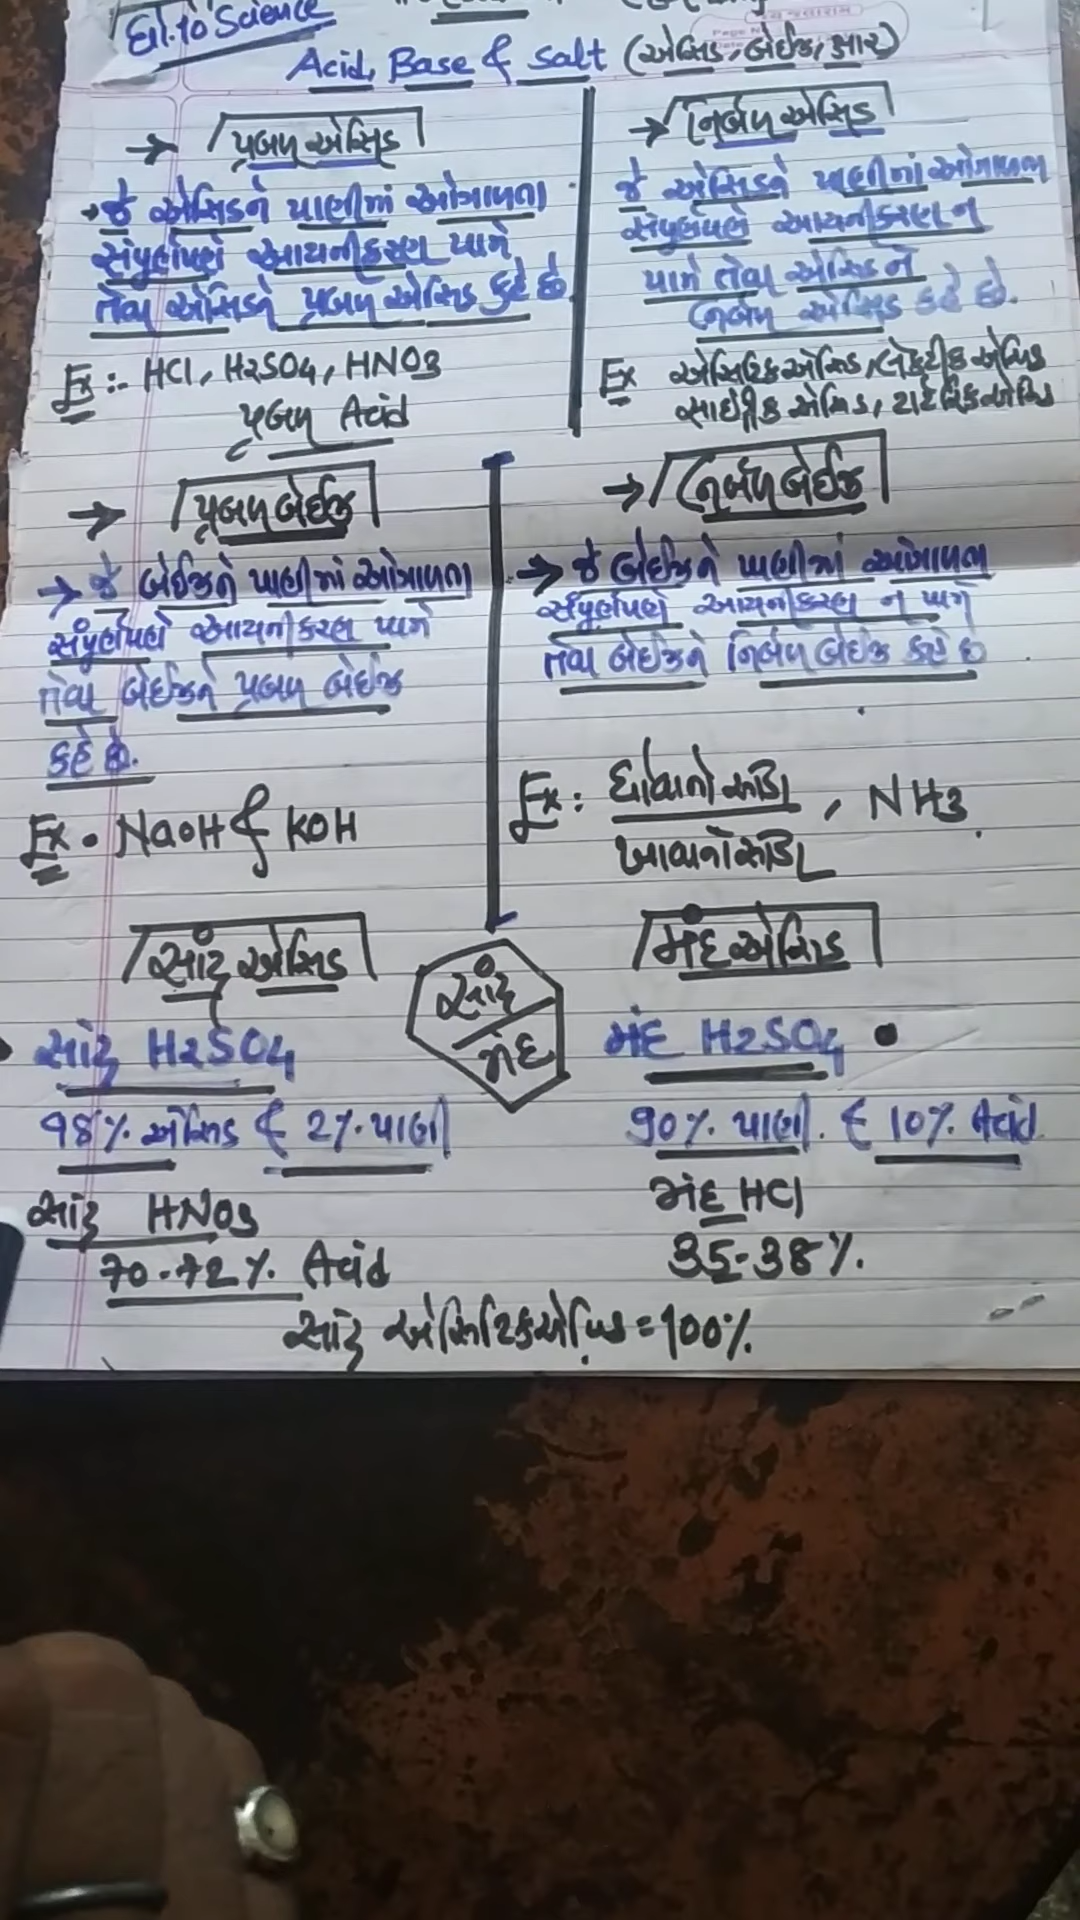 ધો.10 Science
Acid, Base & salt (એસિડ, બેઈઝ, ક્ષાર)
→ પ્રબળ એસિડ
→ જે એસિડને પાણીમાં ઓગાળતા
સંપુર્ણપણે આયનીકરણ પામે
તેવા એસિડને પ્રબળ એસિડ કહે છે
Ex:- HCl, H2SO4, HNO3
પ્રબળ Acid
→ નિર્બળ એસિડ
જે એસિડને પાણીમાં ઓગાળતા
સંપુર્ણપણે આયનીકરણ ન
પામે તેવા એસિડને
નિર્બળ એસિડ કહે છે.
Ex એસિટિકએસિડ, લેક્ટીક એસિડ
સાઇટ્રીક એસિડ, ટાર્ટરિકએસિડ
→ પ્રબળ બેઈઝ
→ જે બેઈઝને પાણીમાં ઓગાળતા
સંપુર્ણપણે આયનીકરણ પામે
તેવા બેઈઝને પ્રબળ બેઈઝ
કહે છે.
Ex. NaOH & KOH
→ નિર્બળ બેઈઝ
→ જે બેઈઝને પાણીમાં ઓગાળતા
સંપુર્ણપણે આયનીકરણ ન પામે
તેવા બેઈઝને નિર્બળ બેઈઝ કહે છે
Ex: ધોવાનો સોડા, NH3
ખાવાનો સોડા
સાંદ્ર એસિડ
સાંદ્ર H2SO4
98% એસિડ & 2% પાણી
સાંદ્ર HNO3
70-72% Acid
સાંદ્ર
મંદ
મંદ એસિડ
મંદ H2SO4
90% પાણી & 10% Acid
મંદ HCl
35-38%.
સાંદ્ર એસિટિકએસિડ = 100%